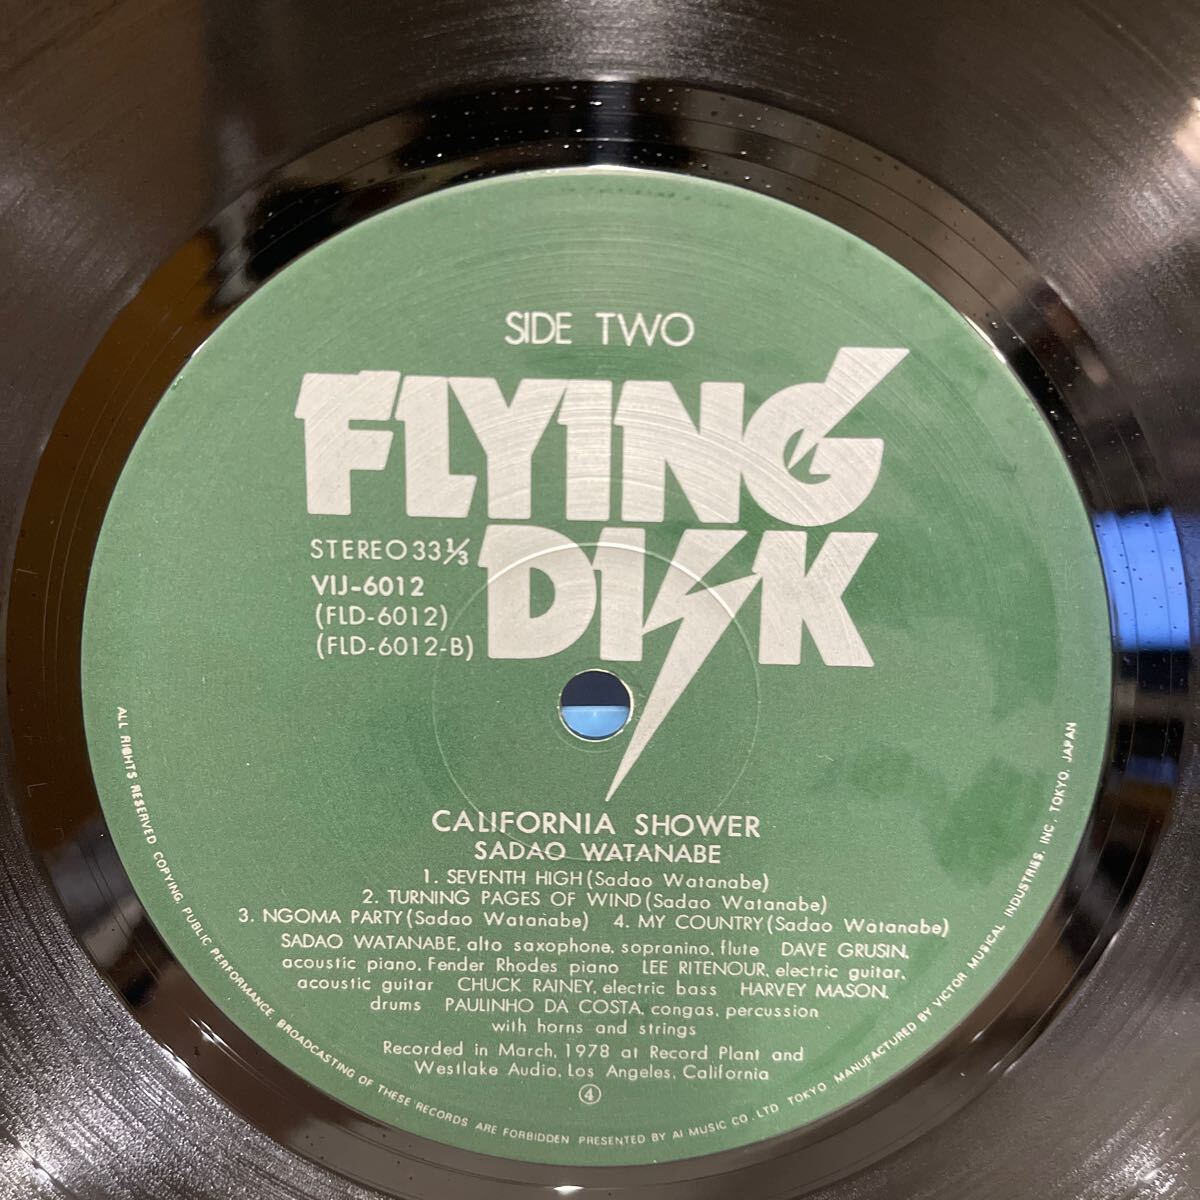 SIDE TWO
FLYING
DISK
STEREO 33⅓
VIJ-6012
(FLD-6012)
(FLD-6012-B)
CALIFORNIA SHOWER
SADAO WATANABE
1. SEVENTH HIGH (Sadao Watanabe)
2. TURNING PAGES OF WIND (Sadao Watanabe)
3. NGOMA PARTY (Sadao Watanabe) 4. MY COUNTRY (Sadao Watanabe)
SADAO WATANABE, alto saxophone, sopranino, flute DAVE GRUSIN,
acoustic piano, Fender Rhodes piano LEE RITENOUR, electric guitar,
acoustic guitar CHUCK RAINEY, electric bass HARVEY MASON,
drums PAULINHO DA COSTA, congas, percussion
with horns and strings
Recorded in March, 1978 at Record Plant and
Westlake Audio, Los Angeles, California
④
ALL RIGHTS RESERVED COPYING, PUBLIC PERFORMANCE, BROADCASTING OF THESE RECORDS ARE FORBIDDEN PRESENTED BY AI MUSIC CO., LTD TOKYO MANUFACTURED BY VICTOR MUSICAL INDUSTRIES, INC. TOKYO, JAPAN